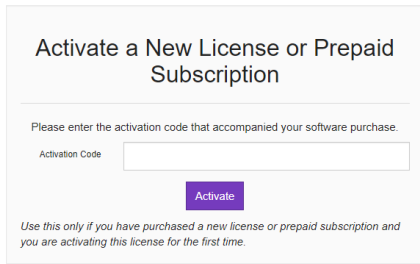 Activate a New License or Prepaid
Subscription
Please enter the activation code that accompanied your software purchase.
Activation Code
Activate
Use this only if you have purchased a new license or prepaid subscription and
you are activating this license for the first time.